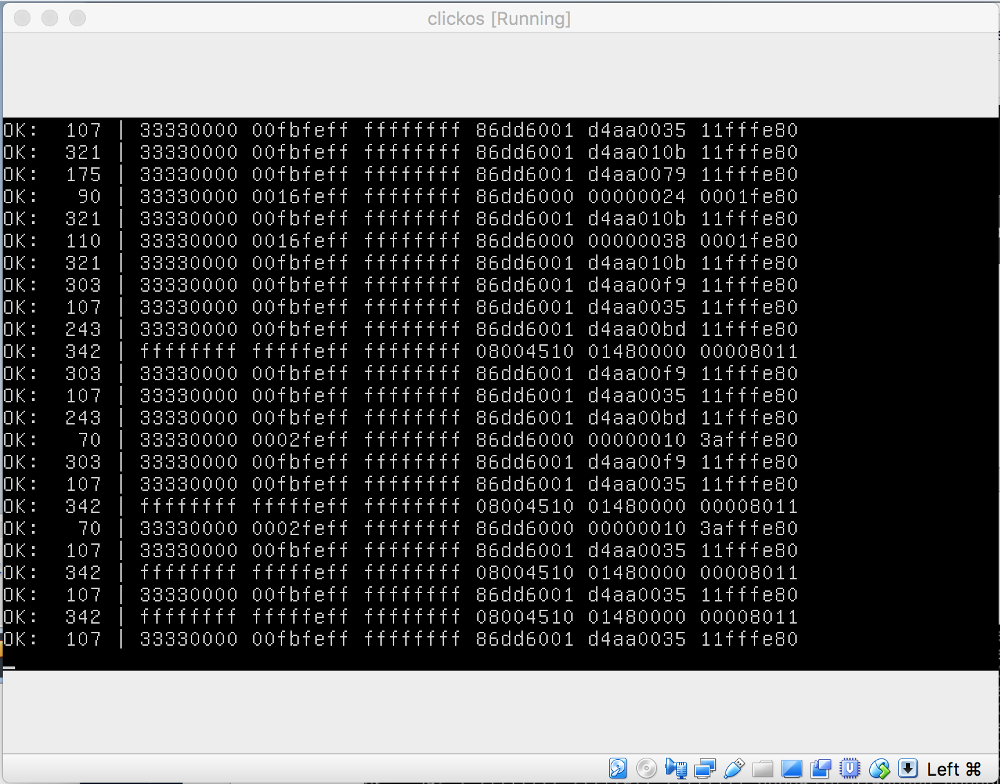 clickos [Running]
OK:  107 | 33330000 00fbfeff ffffffff 86dd6001 d4aa0035 11fffe80
OK:  321 | 33330000 00fbfeff ffffffff 86dd6001 d4aa010b 11fffe80
OK:  175 | 33330000 00fbfeff ffffffff 86dd6001 d4aa0079 11fffe80
OK:   90 | 33330000 0016feff ffffffff 86dd6000 00000024 0001fe80
OK:  321 | 33330000 00fbfeff ffffffff 86dd6001 d4aa010b 11fffe80
OK:  110 | 33330000 0016feff ffffffff 86dd6000 00000038 0001fe80
OK:  321 | 33330000 00fbfeff ffffffff 86dd6001 d4aa010b 11fffe80
OK:  303 | 33330000 00fbfeff ffffffff 86dd6001 d4aa00f9 11fffe80
OK:  107 | 33330000 00fbfeff ffffffff 86dd6001 d4aa0035 11fffe80
OK:  243 | 33330000 00fbfeff ffffffff 86dd6001 d4aa00bd 11fffe80
OK:  342 | ffffffff fffffeff ffffffff 08004510 01480000 00008011
OK:  303 | 33330000 00fbfeff ffffffff 86dd6001 d4aa00f9 11fffe80
OK:  107 | 33330000 00fbfeff ffffffff 86dd6001 d4aa0035 11fffe80
OK:  243 | 33330000 00fbfeff ffffffff 86dd6001 d4aa00bd 11fffe80
OK:   70 | 33330000 0002feff ffffffff 86dd6000 00000010 3afffe80
OK:  303 | 33330000 00fbfeff ffffffff 86dd6001 d4aa00f9 11fffe80
OK:  107 | 33330000 00fbfeff ffffffff 86dd6001 d4aa0035 11fffe80
OK:  342 | ffffffff fffffeff ffffffff 08004510 01480000 00008011
OK:   70 | 33330000 0002feff ffffffff 86dd6000 00000010 3afffe80
OK:  107 | 33330000 00fbfeff ffffffff 86dd6001 d4aa0035 11fffe80
OK:  342 | ffffffff fffffeff ffffffff 08004510 01480000 00008011
OK:  107 | 33330000 00fbfeff ffffffff 86dd6001 d4aa0035 11fffe80
OK:  342 | ffffffff fffffeff ffffffff 08004510 01480000 00008011
OK:  107 | 33330000 00fbfeff ffffffff 86dd6001 d4aa0035 11fffe80
Left ⌘